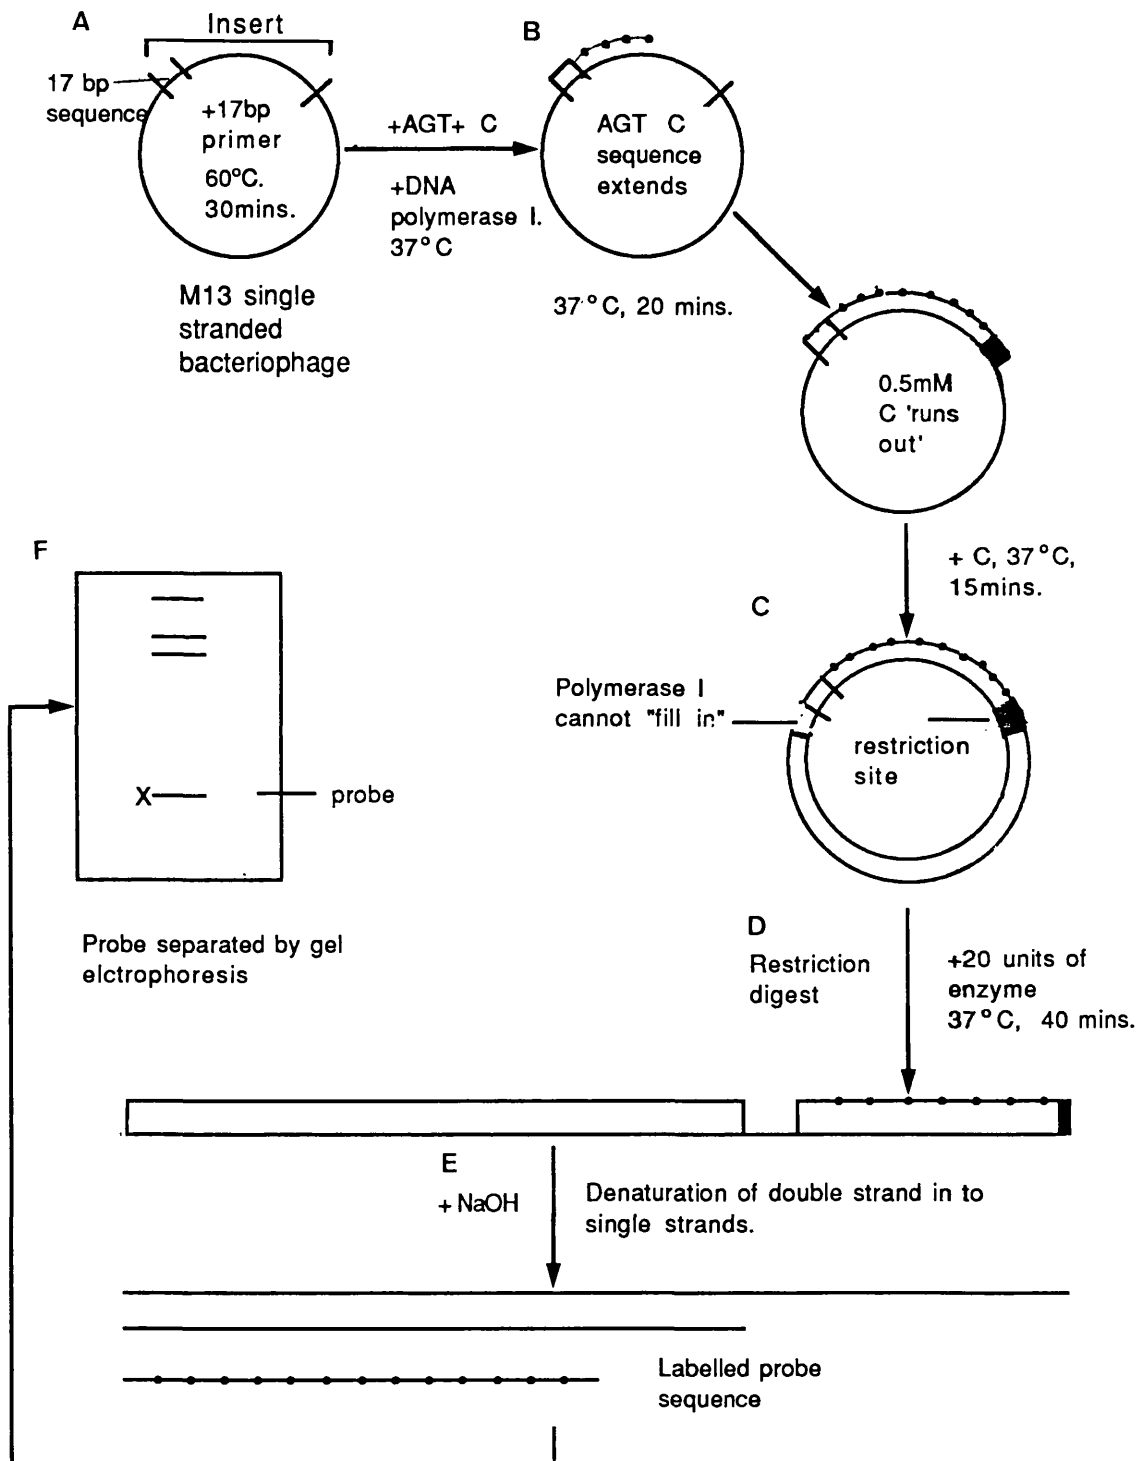 A
Insert
17 bp
sequence
+17bp
primer
60°C.
30mins.
M13 single
stranded
bacteriophage
+AGT+ C
+DNA
polymerase I.
37°C
B
AGT C
sequence
extends
37°C, 20 mins.
0.5mM
C 'runs
out'
+ C, 37°C,
15mins.
C
Polymerase I
cannot "fill in"
restriction
site
D
Restriction
digest
+20 units of
enzyme
37°C, 40 mins.
E
+ NaOH
Denaturation of double strand in to
single strands.
Labelled probe
sequence
F
X
probe
Probe separated by gel
elctrophoresis